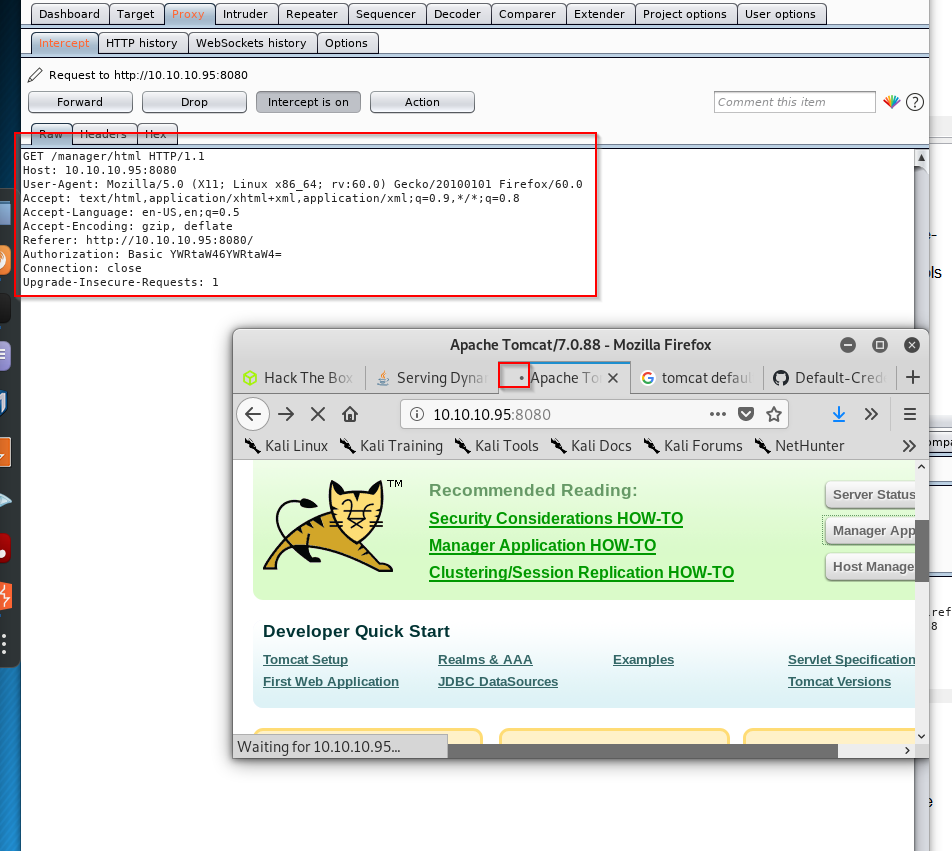 Dashboard Target Proxy Intruder Repeater Sequencer Decoder Comparer Extender Project options User options
Intercept HTTP history WebSockets history Options
Request to http://10.10.10.95:8080
Forward Drop Intercept is on Action Comment this item ?
Raw Headers Hex
GET /manager/html HTTP/1.1
Host: 10.10.10.95:8080
User-Agent: Mozilla/5.0 (X11; Linux x86_64; rv:60.0) Gecko/20100101 Firefox/60.0
Accept: text/html,application/xhtml+xml,application/xml;q=0.9,*/*;q=0.8
Accept-Language: en-US,en;q=0.5
Accept-Encoding: gzip, deflate
Referer: http://10.10.10.95:8080/
Authorization: Basic YWRtaW46YWRtaW4=
Connection: close
Upgrade-Insecure-Requests: 1
Apache Tomcat/7.0.88 - Mozilla Firefox
Hack The Box Serving Dyna Apache To tomcat defaul Default-Cred
10.10.10.95:8080
Kali Linux Kali Training Kali Tools Kali Docs Kali Forums NetHunter
TM
Recommended Reading:
Security Considerations HOW-TO
Manager Application HOW-TO
Clustering/Session Replication HOW-TO
Server Status
Manager App
Host Manage
Developer Quick Start
Tomcat Setup Realms & AAA Examples Servlet Specification
First Web Application JDBC DataSources Tomcat Versions
Waiting for 10.10.10.95...